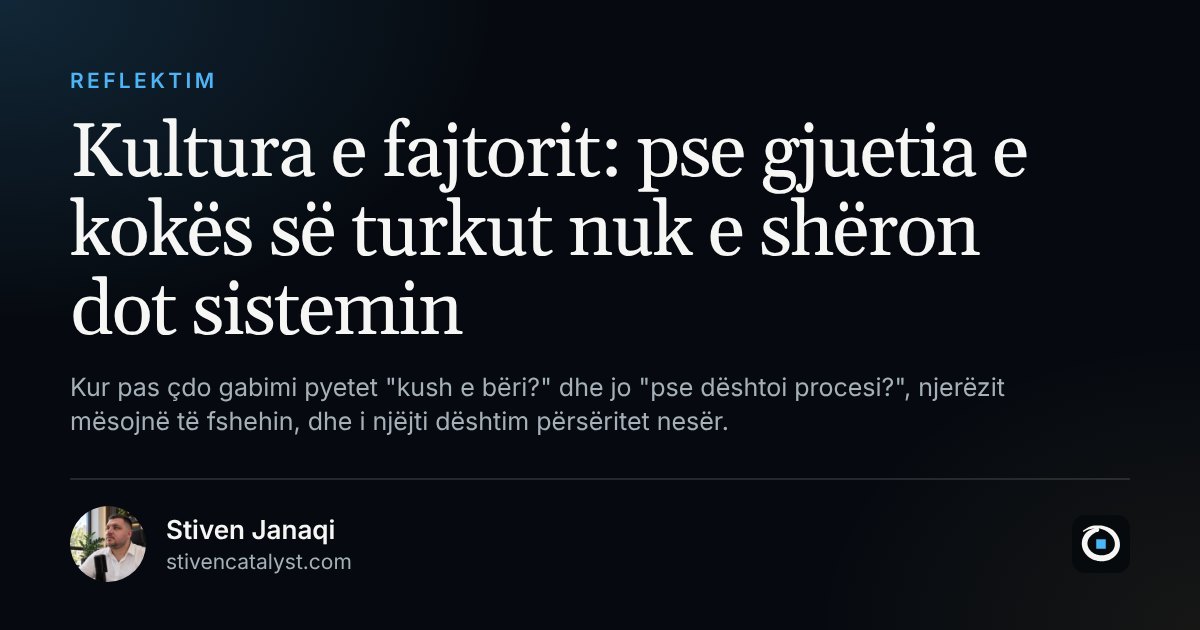 REFLEKTIM
Kultura e fajtorit: pse gjuetia e
kokës së turkut nuk e shëron
dot sistemin
Kur pas çdo gabimi pyetet "kush e bëri?" dhe jo "pse dështoi procesi?", njerëzit
mësojnë të fshehin, dhe i njëjti dështim përsëritet nesër.
Stiven Janaqi
stivencatalyst.com